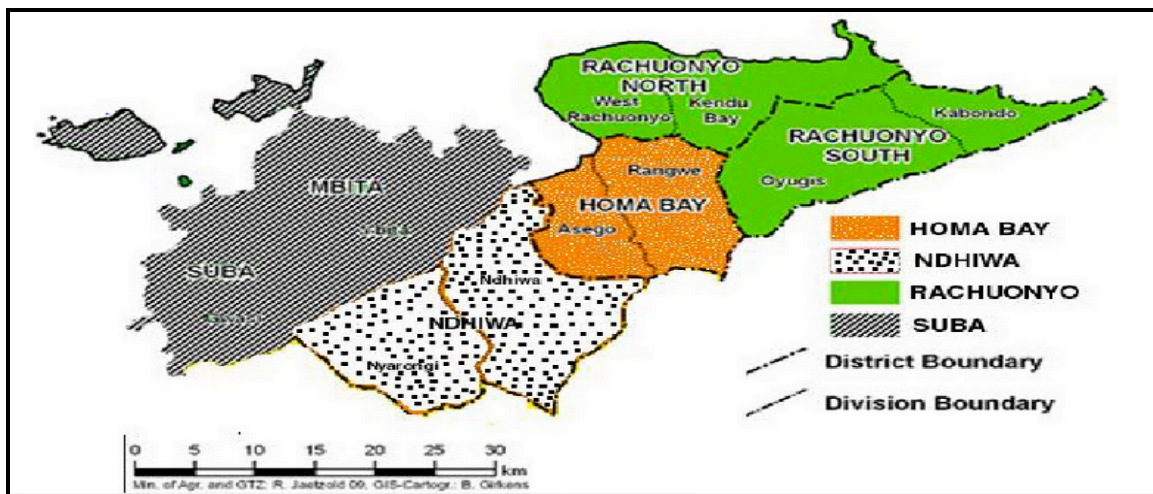 RACHUONYO
NORTH
West
Rachuonyo
Kendu
Bay
Kabondo
RACHUONYO
SOUTH
Oyugis
Rangwe
HOMA BAY
Asego
MBITA
SUBA
Ndhiwa
NDHIWA
Nyarongi
HOMA BAY
NDHIWA
RACHUONYO
SUBA
District Boundary
Division Boundary
0 5 10 15 20 25 30
km
Min. of Agr. and GTZ: R. Jaetzold 09, GIS-Cartogr.: B. Girkens